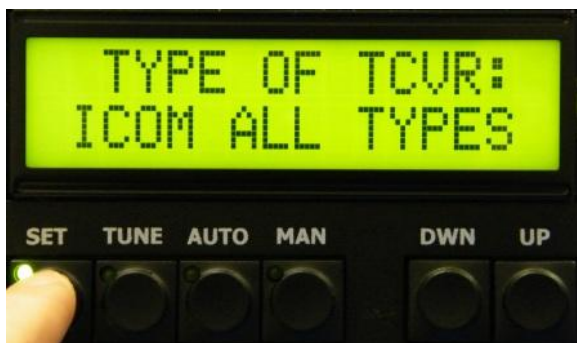 TYPE OF TCVR:
ICOM ALL TYPES
SET TUNE AUTO MAN DWN UP